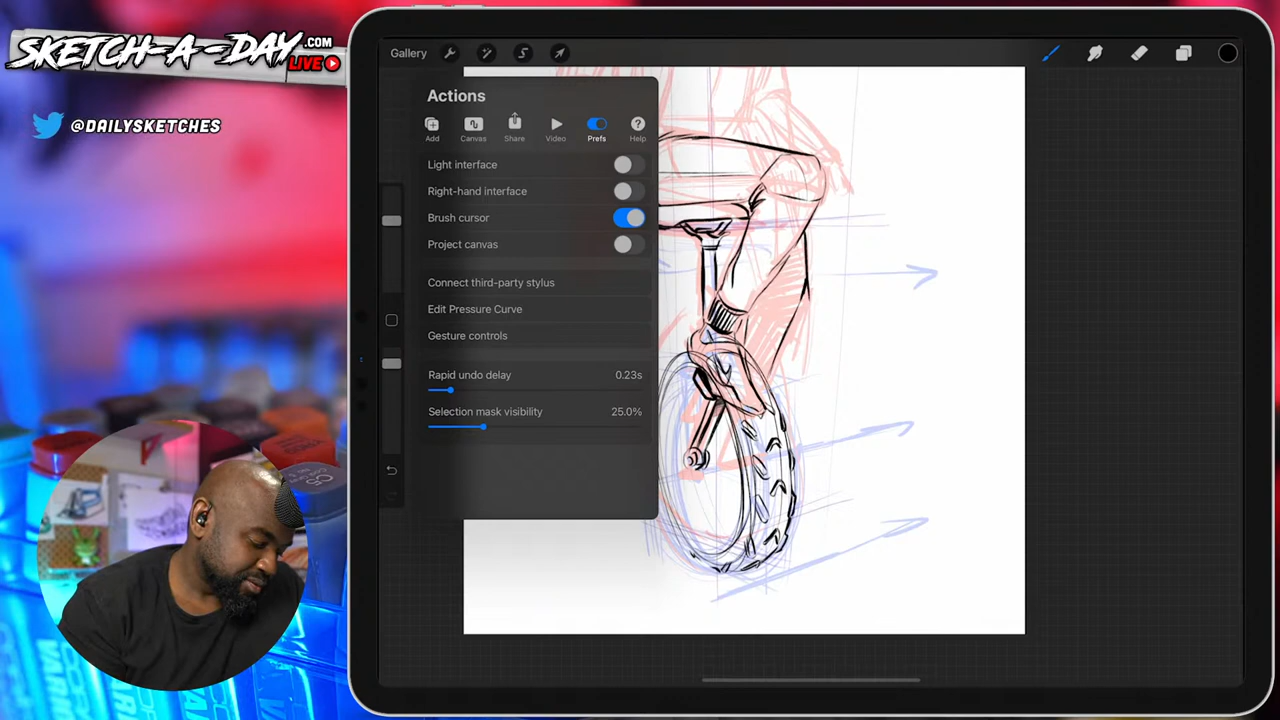 SKETCH-A-DAY.COM
LIVE
@DAILYSKETCHES
Gallery
Actions
Add
Canvas
Share
Video
Prefs
Help
Light interface
Right-hand interface
Brush cursor
Project canvas
Connect third-party stylus
Edit Pressure Curve
Gesture controls
Rapid undo delay 0.23s
Selection mask visibility 25.0%